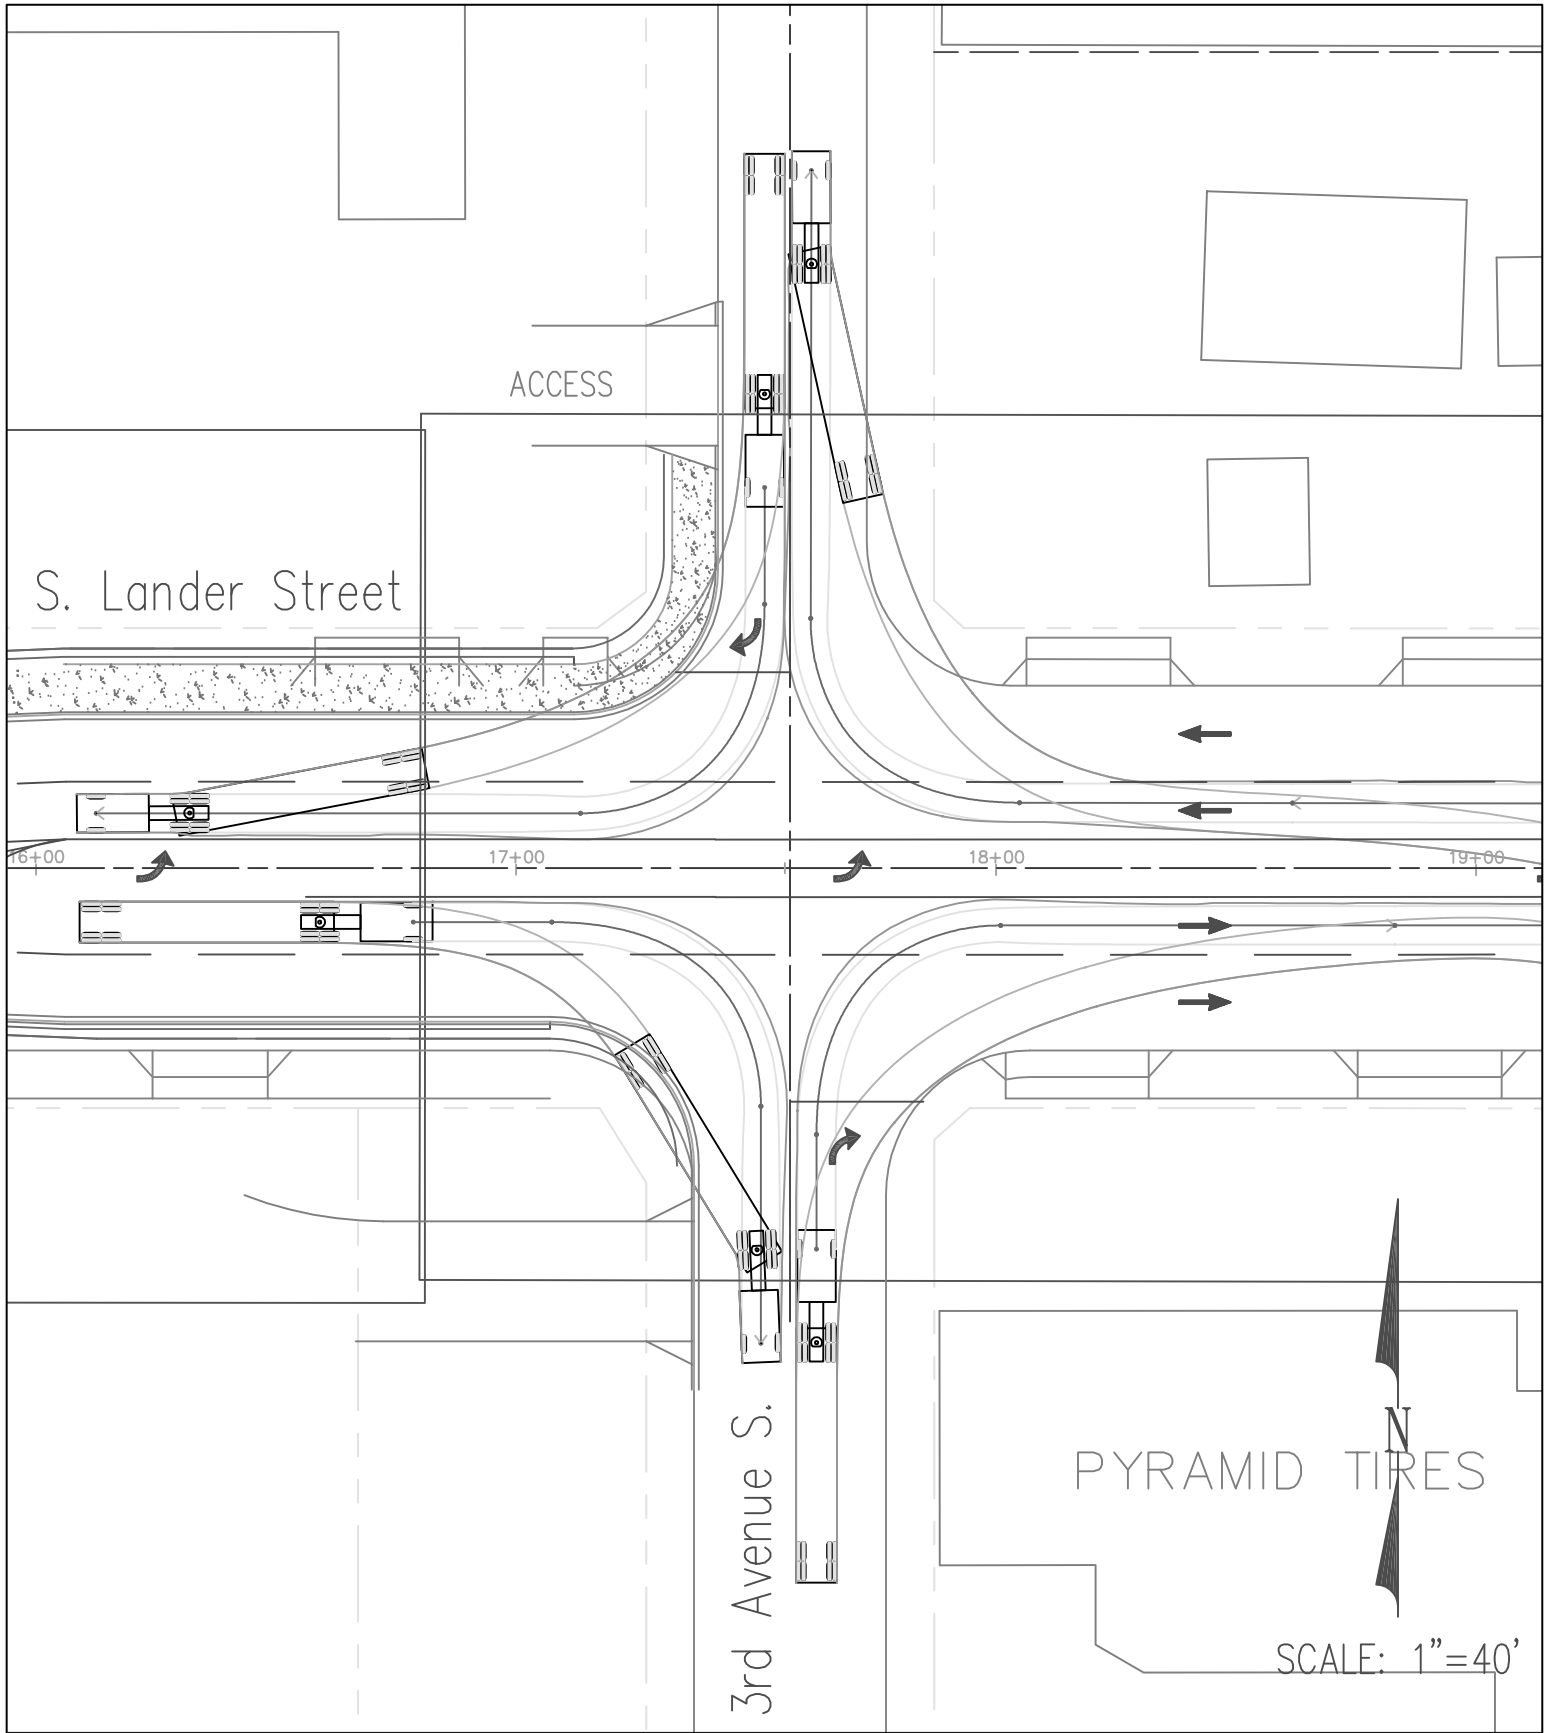 ACCESS
S. Lander Street
16+00
17+00
18+00
19+00
3rd Avenue S.
N
PYRAMID TIRES
SCALE: 1"=40'